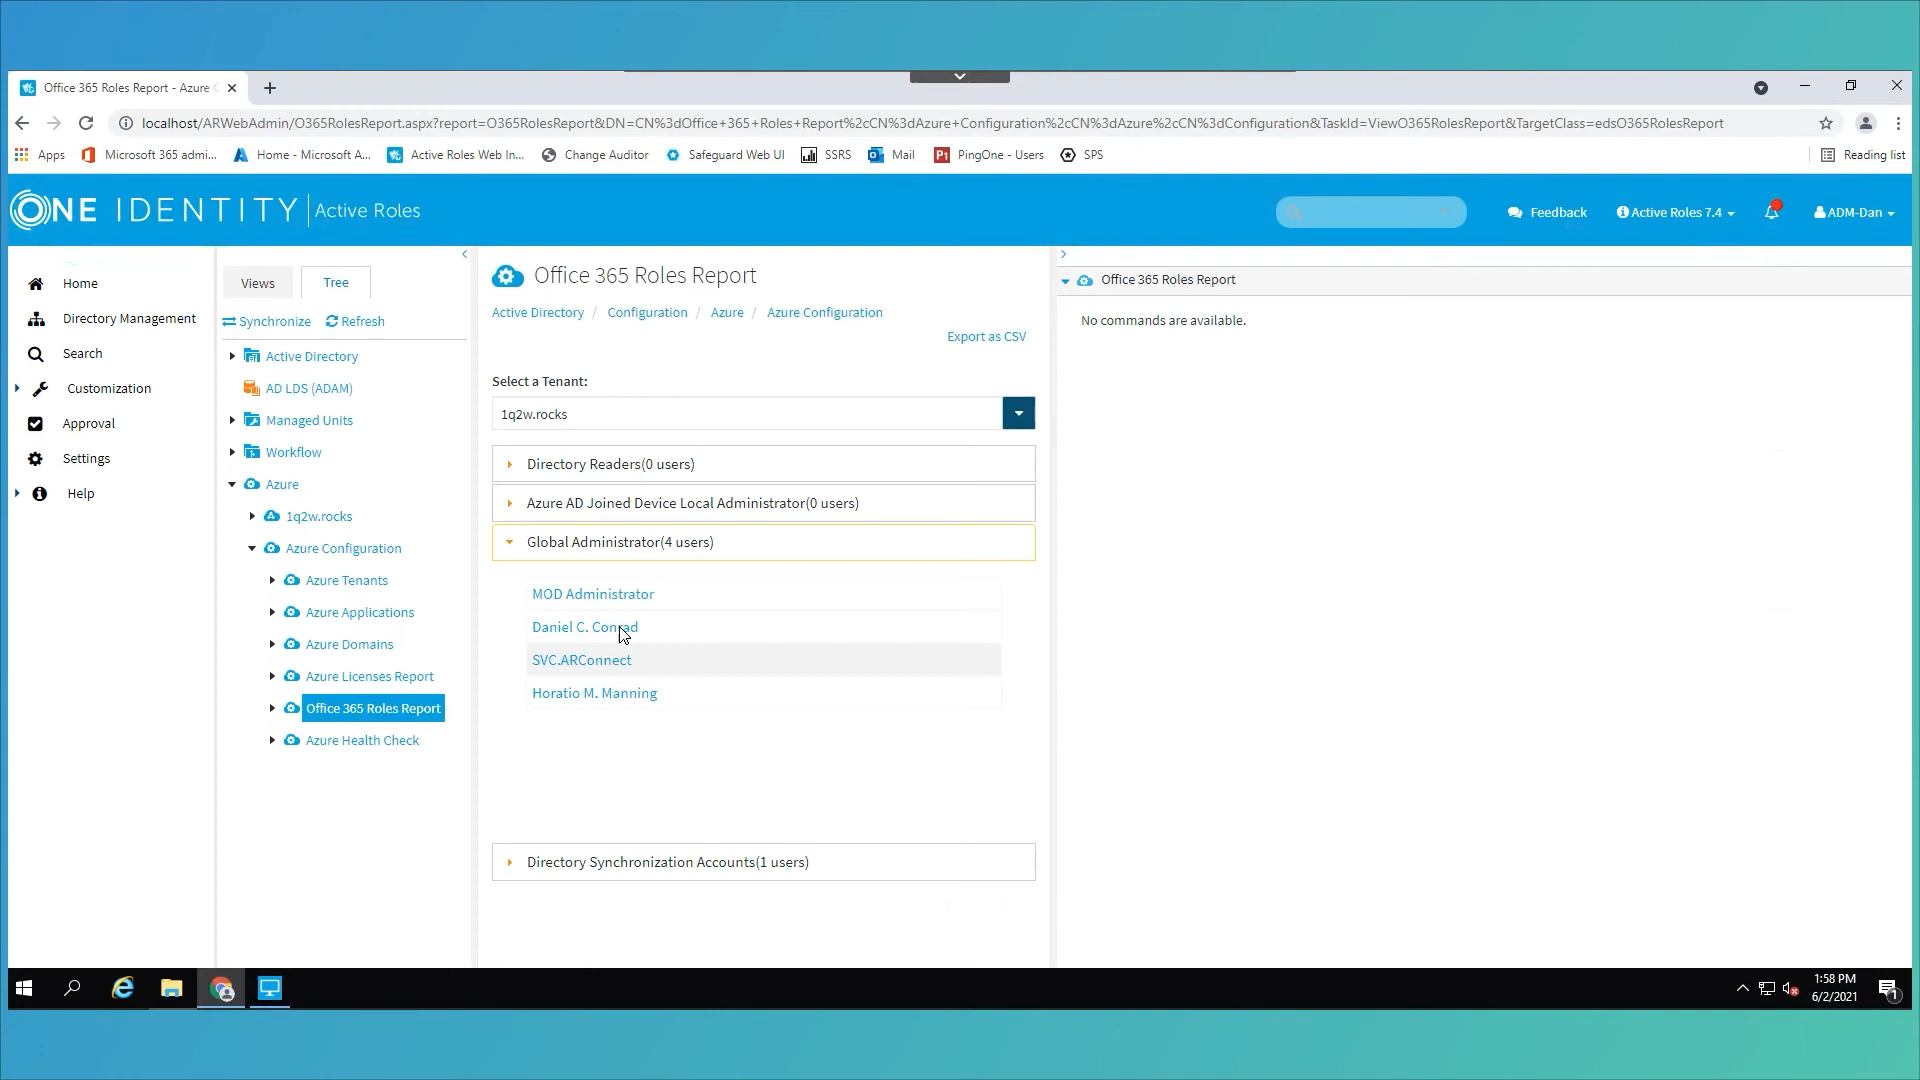 Office 365 Roles Report - Azure C
localhost/ARWebAdmin/O365RolesReport.aspx?report=O365RolesReport&DN=CN%3dOffice+365+Roles+Report%2cCN%3dAzure+Configuration%2cCN%3dAzure%2cCN%3dConfiguration&TaskId=ViewO365RolesReport&TargetClass=edsO365RolesReport
Apps Microsoft 365 admi... Home - Microsoft A... Active Roles Web In... Change Auditor Safeguard Web UI SSRS Mail PingOne - Users SPS Reading list
ONE IDENTITY Active Roles
Feedback Active Roles 7.4 ADM-Dan
Home
Directory Management
Search
Customization
Approval
Settings
Help
Views Tree
Synchronize Refresh
Active Directory
AD LDS (ADAM)
Managed Units
Workflow
Azure
1q2w.rocks
Azure Configuration
Azure Tenants
Azure Applications
Azure Domains
Azure Licenses Report
Office 365 Roles Report
Azure Health Check
Office 365 Roles Report
Active Directory / Configuration / Azure / Azure Configuration
Export as CSV
Select a Tenant:
1q2w.rocks
Directory Readers(0 users)
Azure AD Joined Device Local Administrator(0 users)
Global Administrator(4 users)
MOD Administrator
Daniel C. Conrad
SVC.ARConnect
Horatio M. Manning
Directory Synchronization Accounts(1 users)
Office 365 Roles Report
No commands are available.
1:58 PM
6/2/2021
1